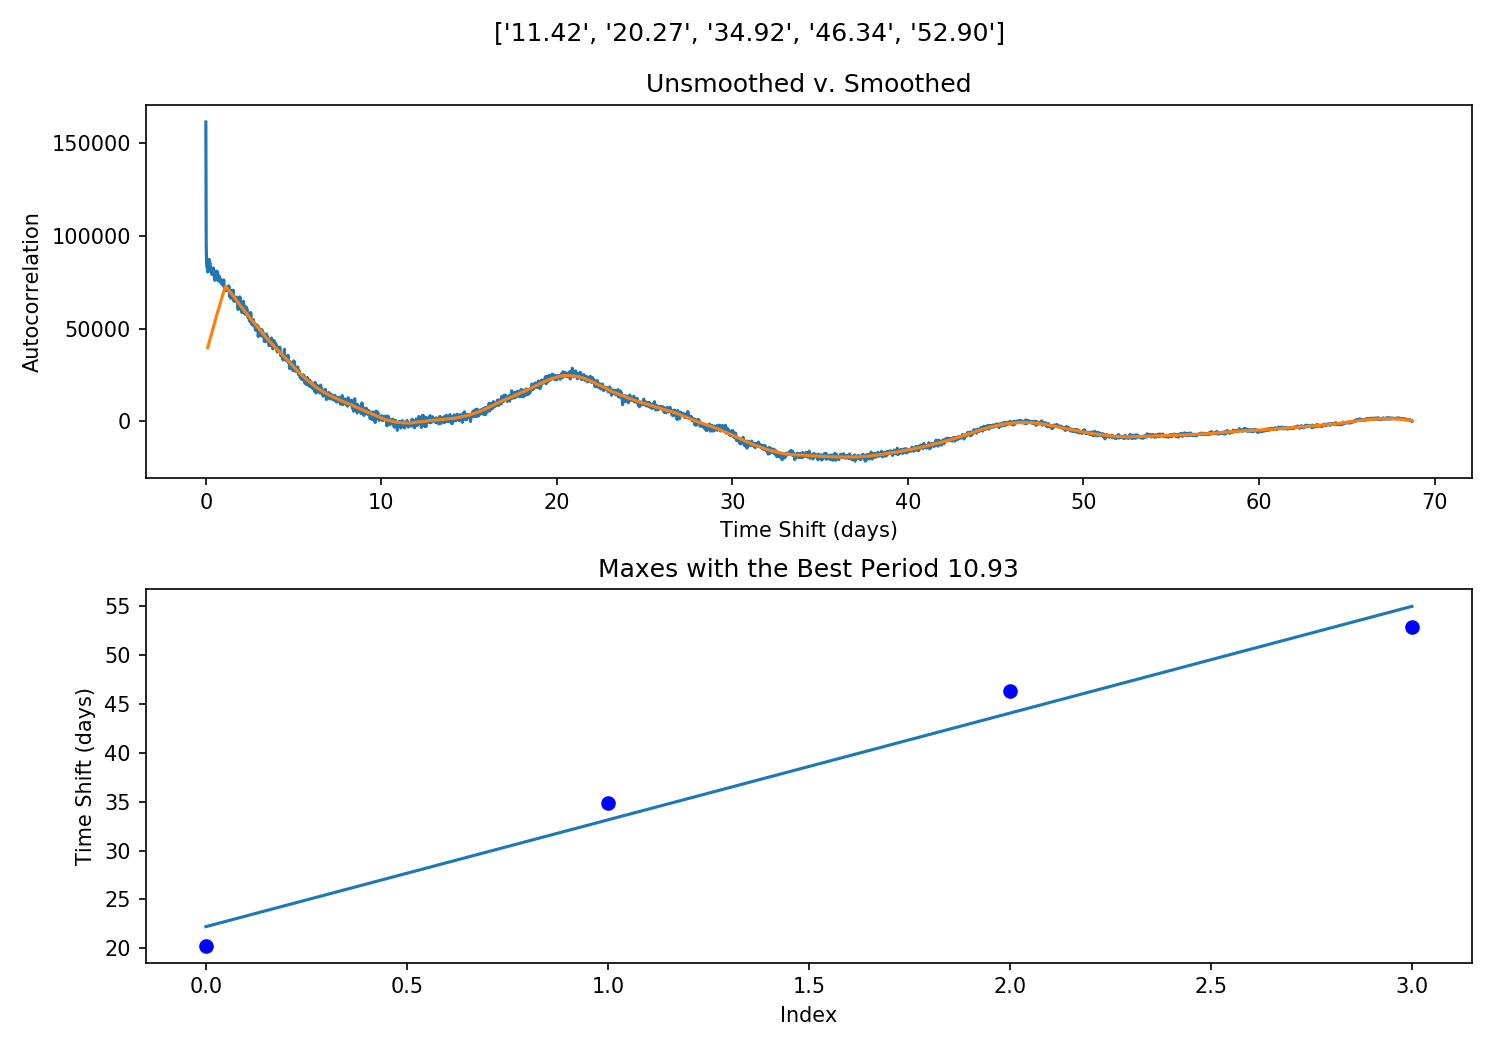 ['11.42', '20.27', '34.92', '46.34', '52.90']
Unsmoothed v. Smoothed
150000
100000
50000
0
Autocorrelation
0 10 20 30 40 50 60 70
Time Shift (days)
Maxes with the Best Period 10.93
55
50
45
40
35
30
25
20
Time Shift (days)
0.0 0.5 1.0 1.5 2.0 2.5 3.0
Index